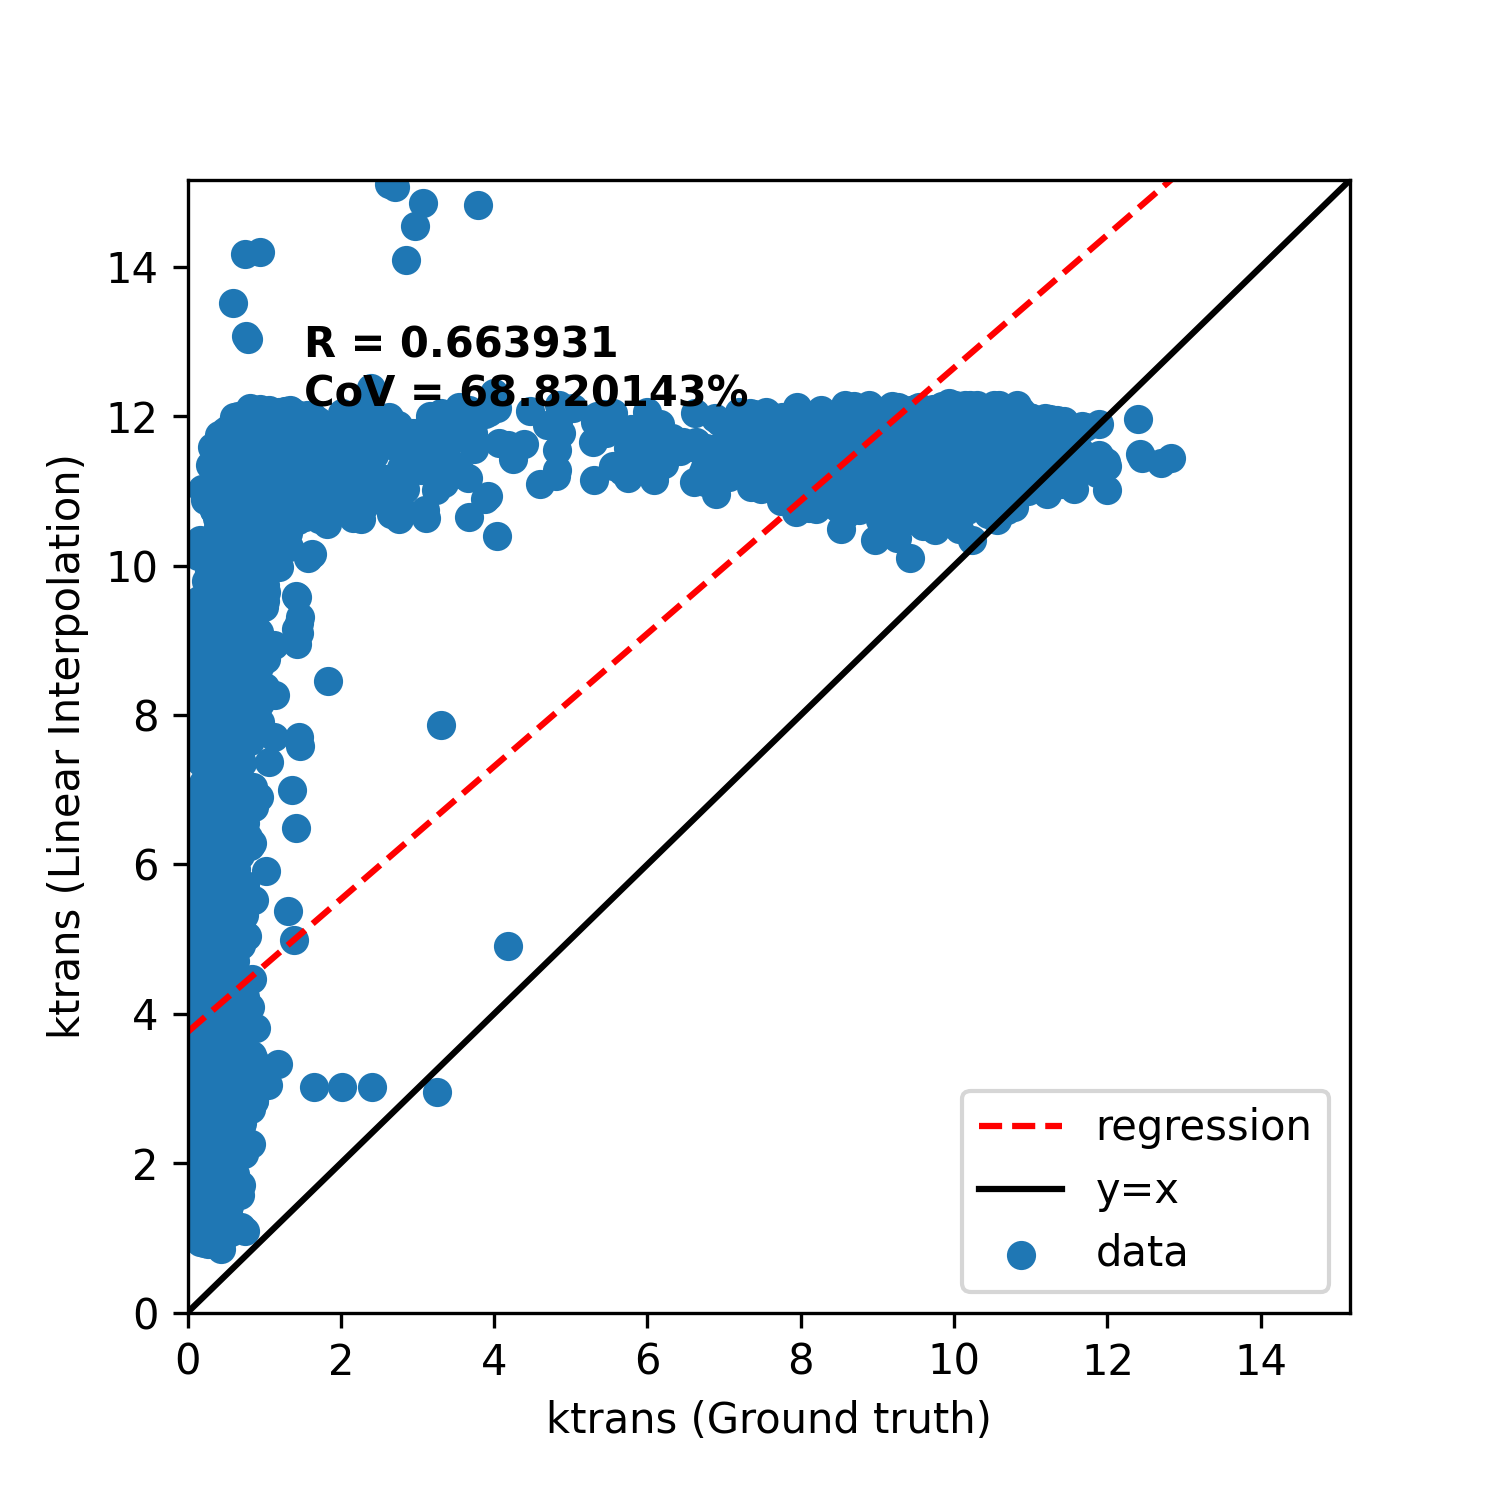 R = 0.663931
CoV = 68.820143%
14
12
10
8
6
4
2
0
ktrans (Linear Interpolation)
0 2 4 6 8 10 12 14
ktrans (Ground truth)
regression
y=x
data